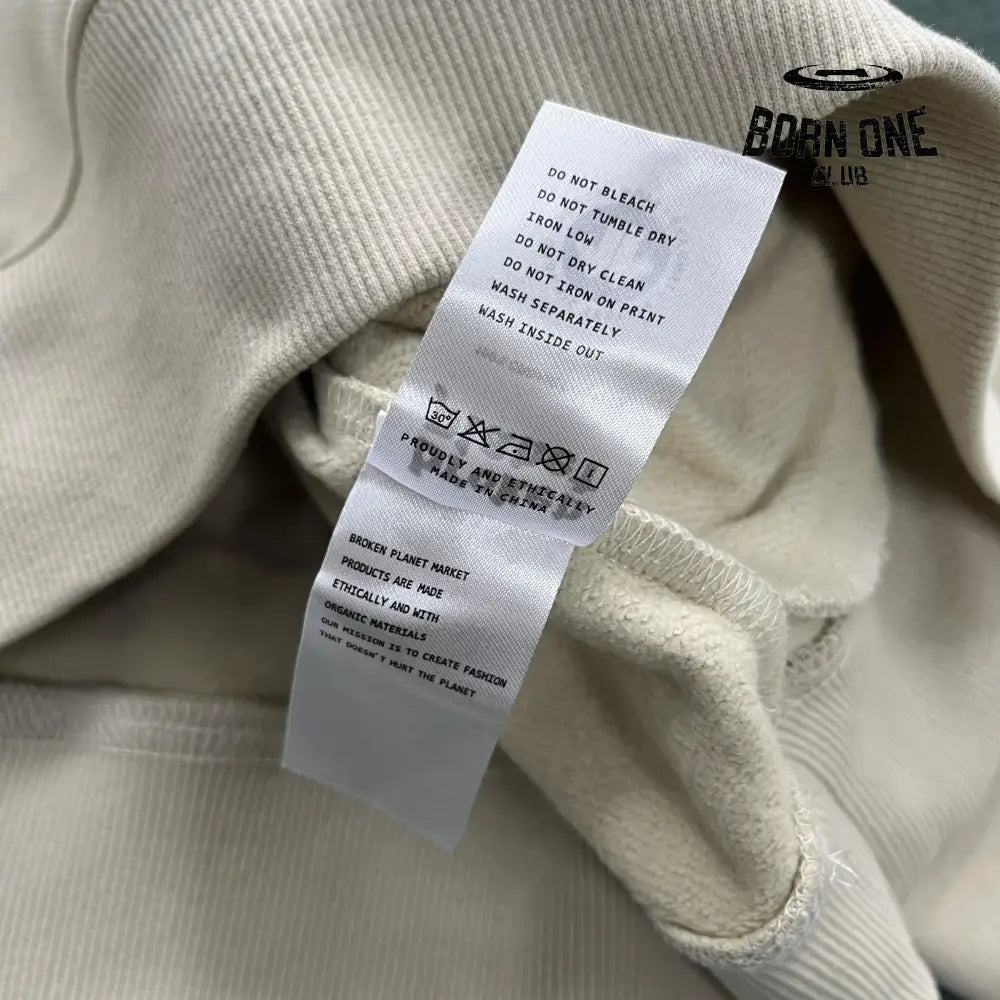 BORN ONE
CLUB
DO NOT BLEACH
DO NOT TUMBLE DRY
IRON LOW
DO NOT DRY CLEAN
DO NOT IRON ON PRINT
WASH SEPARATELY
WASH INSIDE OUT
30°
PROUDLY AND ETHICALLY
MADE IN CHINA
BROKEN PLANET MARKET
PRODUCTS ARE MADE
ETHICALLY AND WITH
ORGANIC MATERIALS
OUR MISSION IS TO CREATE FASHION
THAT DOESN'T HURT THE PLANET